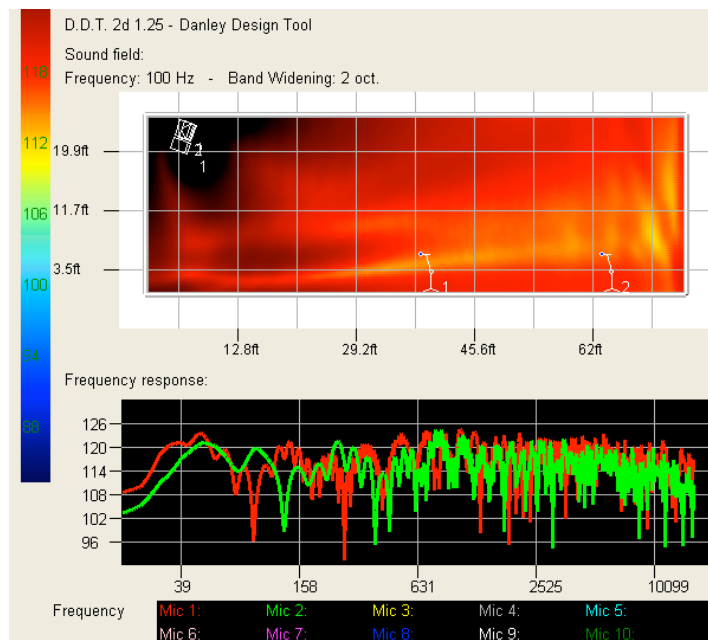 D.D.T. 2d 1.25 - Danley Design Tool
Sound field:
Frequency: 100 Hz - Band Widening: 2 oct.
118
112
106
100
94
88
19.9ft
11.7ft
3.5ft
2
1
1
2
12.8ft 29.2ft 45.6ft 62ft
Frequency response:
126
120
114
108
102
96
39 158 631 2525 10099
Frequency Mic 1: Mic 2: Mic 3: Mic 4: Mic 5:
Mic 6: Mic 7: Mic 8: Mic 9: Mic 10: